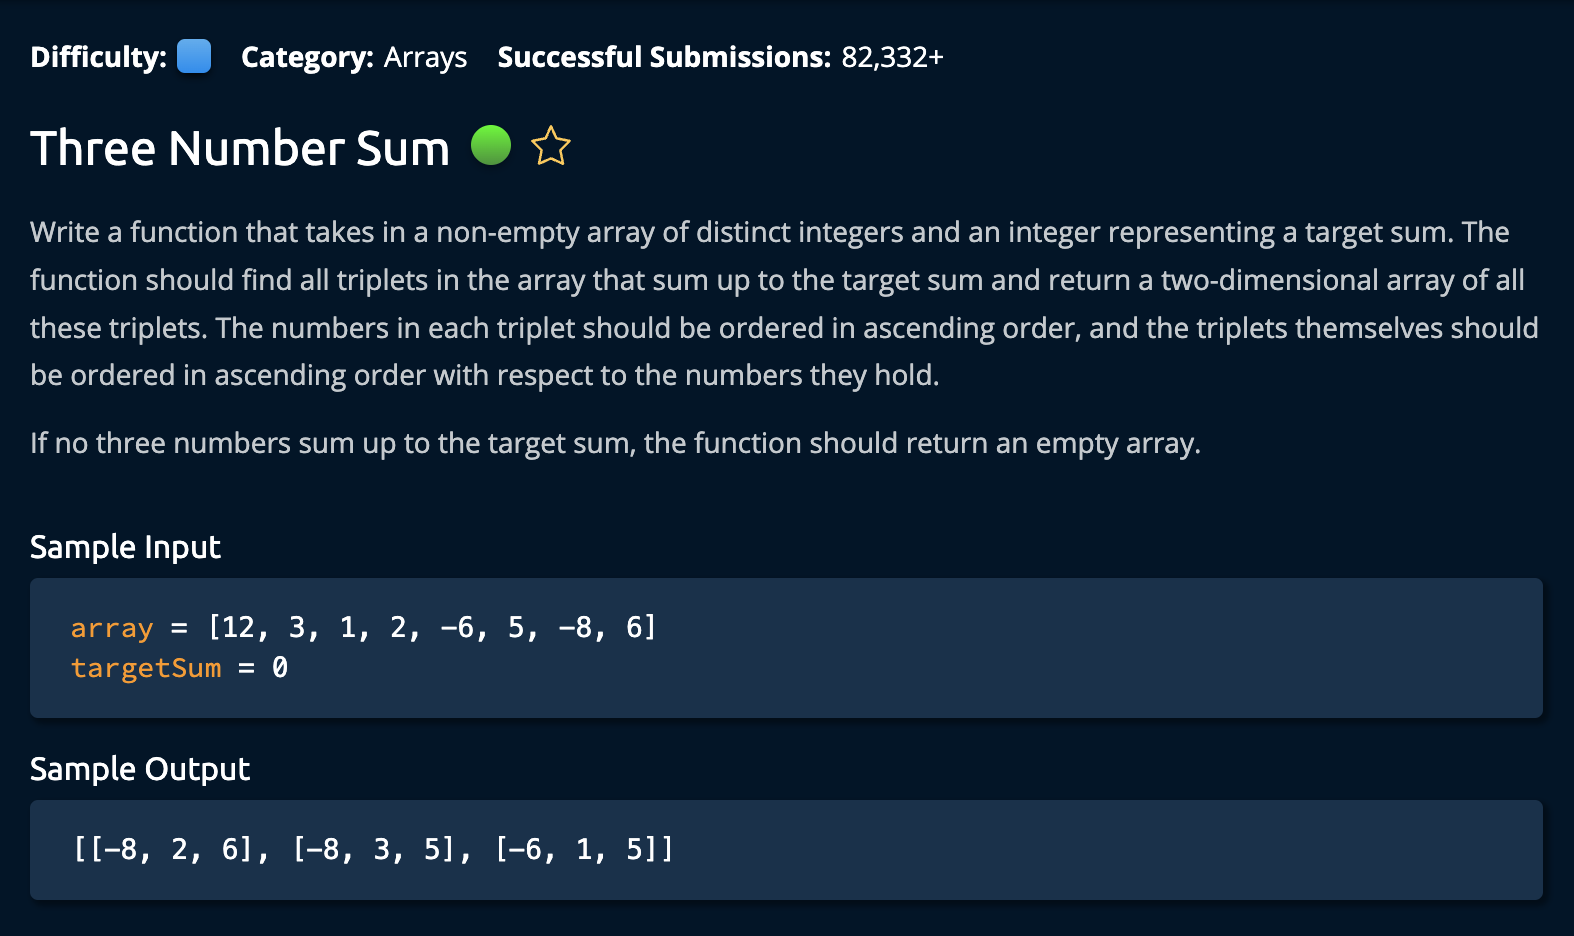 Difficulty: Category: Arrays Successful Submissions: 82,332+
Three Number Sum
Write a function that takes in a non-empty array of distinct integers and an integer representing a target sum. The
function should find all triplets in the array that sum up to the target sum and return a two-dimensional array of all
these triplets. The numbers in each triplet should be ordered in ascending order, and the triplets themselves should
be ordered in ascending order with respect to the numbers they hold.
If no three numbers sum up to the target sum, the function should return an empty array.
Sample Input
array = [12, 3, 1, 2, -6, 5, -8, 6]
targetSum = 0
Sample Output
[[-8, 2, 6], [-8, 3, 5], [-6, 1, 5]]